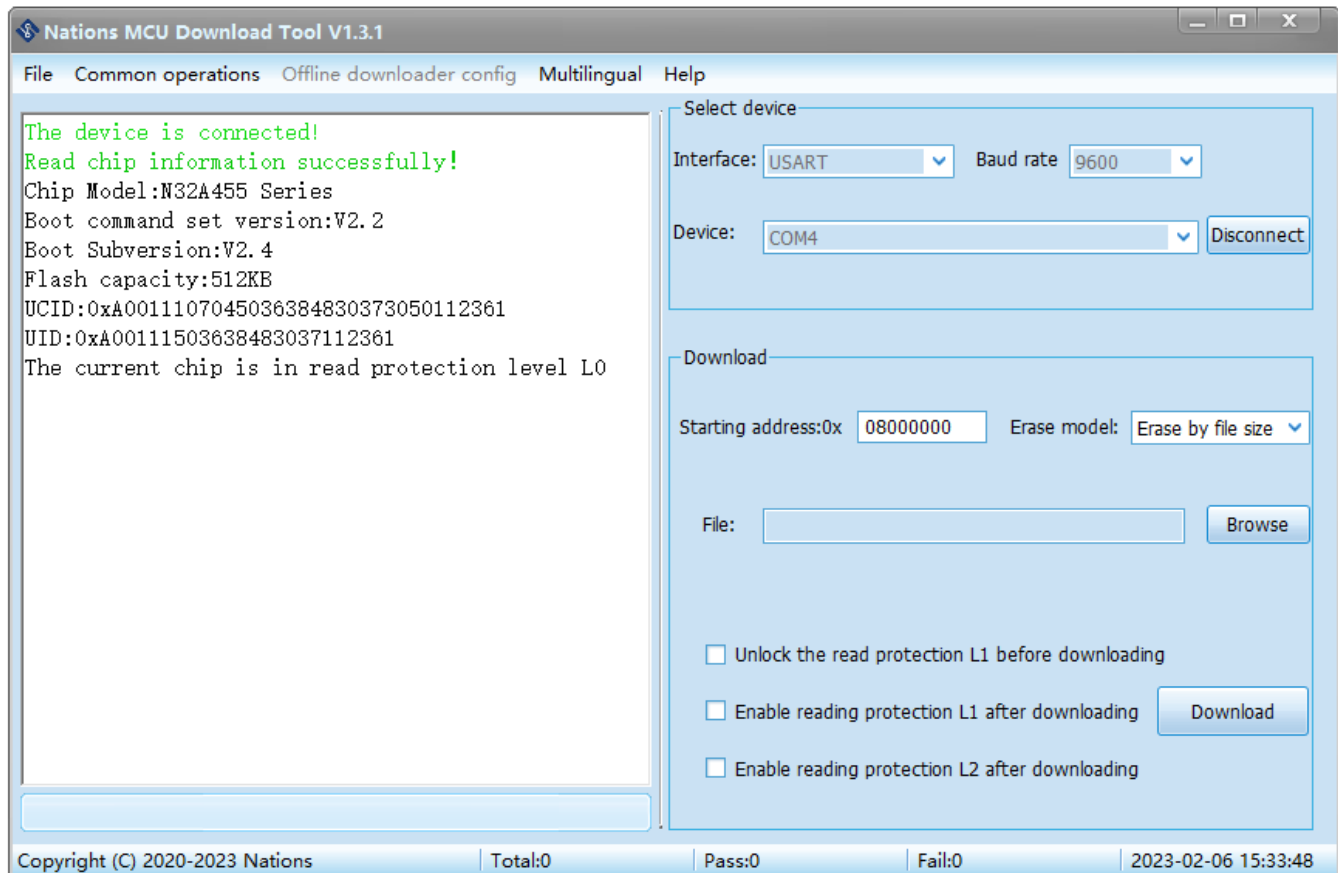 Nations MCU Download Tool V1.3.1
File Common operations Offline downloader config Multilingual Help
The device is connected!
Read chip information successfully!
Chip Model:N32A455 Series
Boot command set version:V2.2
Boot Subversion:V2.4
Flash capacity:512KB
UCID:0xA0011107045036384830373050112361
UID:0xA00111503638483037112361
The current chip is in read protection level L0
Select device
Interface: USART Baud rate 9600
Device: COM4 Disconnect
Download
Starting address:0x 08000000 Erase model: Erase by file size
File: Browse
Unlock the read protection L1 before downloading
Enable reading protection L1 after downloading Download
Enable reading protection L2 after downloading
Copyright (C) 2020-2023 Nations Total:0 Pass:0 Fail:0 2023-02-06 15:33:48